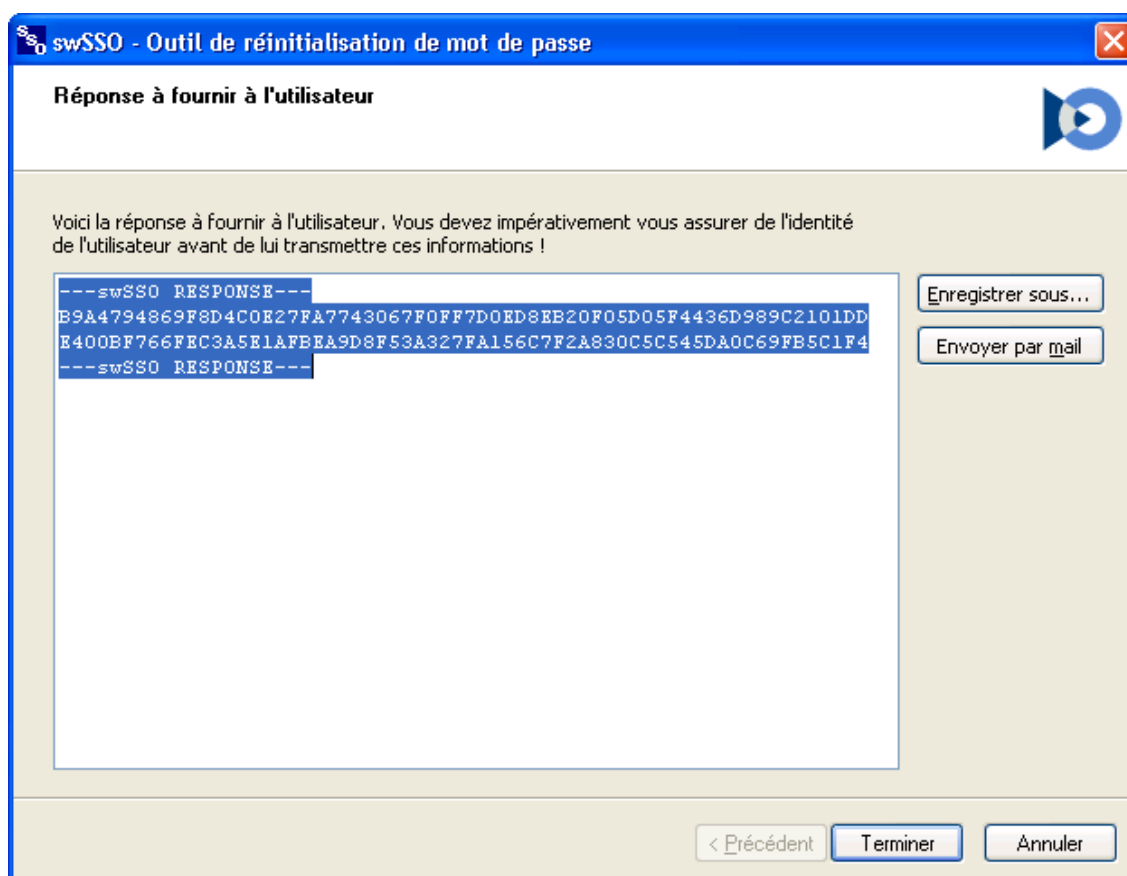 SSO swSSO - Outil de réinitialisation de mot de passe
Réponse à fournir à l'utilisateur
Voici la réponse à fournir à l'utilisateur. Vous devez impérativement vous assurer de l'identité
de l'utilisateur avant de lui transmettre ces informations !
---swSSO RESPONSE---
B9A4794869F8D4C0E27FA7743067F0FF7D0ED8EB20F05D05F4436D989C2101DD
E400BF766FEC3A5E1AFBEA9D8F53A327FA156C7F2A830C5C545DA0C69FB5C1F4
---swSSO RESPONSE---
Enregistrer sous...
Envoyer par mail
< Précédent
Terminer
Annuler